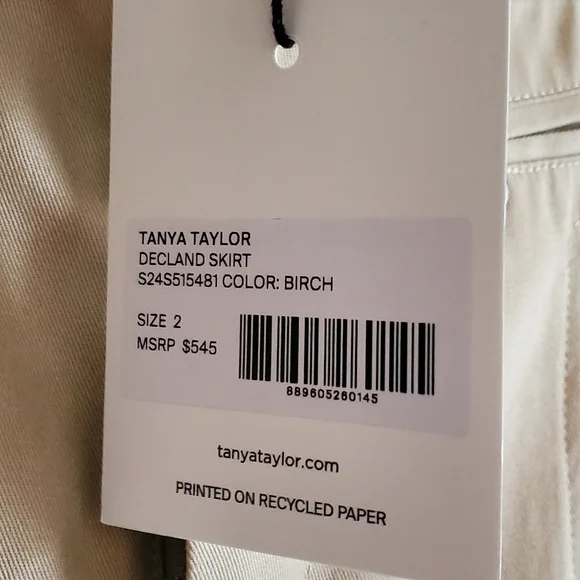 TANYA TAYLOR
DECLAND SKIRT
S24S515481 COLOR: BIRCH
SIZE 2
MSRP $545
889605260145
tanyataylor.com
PRINTED ON RECYCLED PAPER